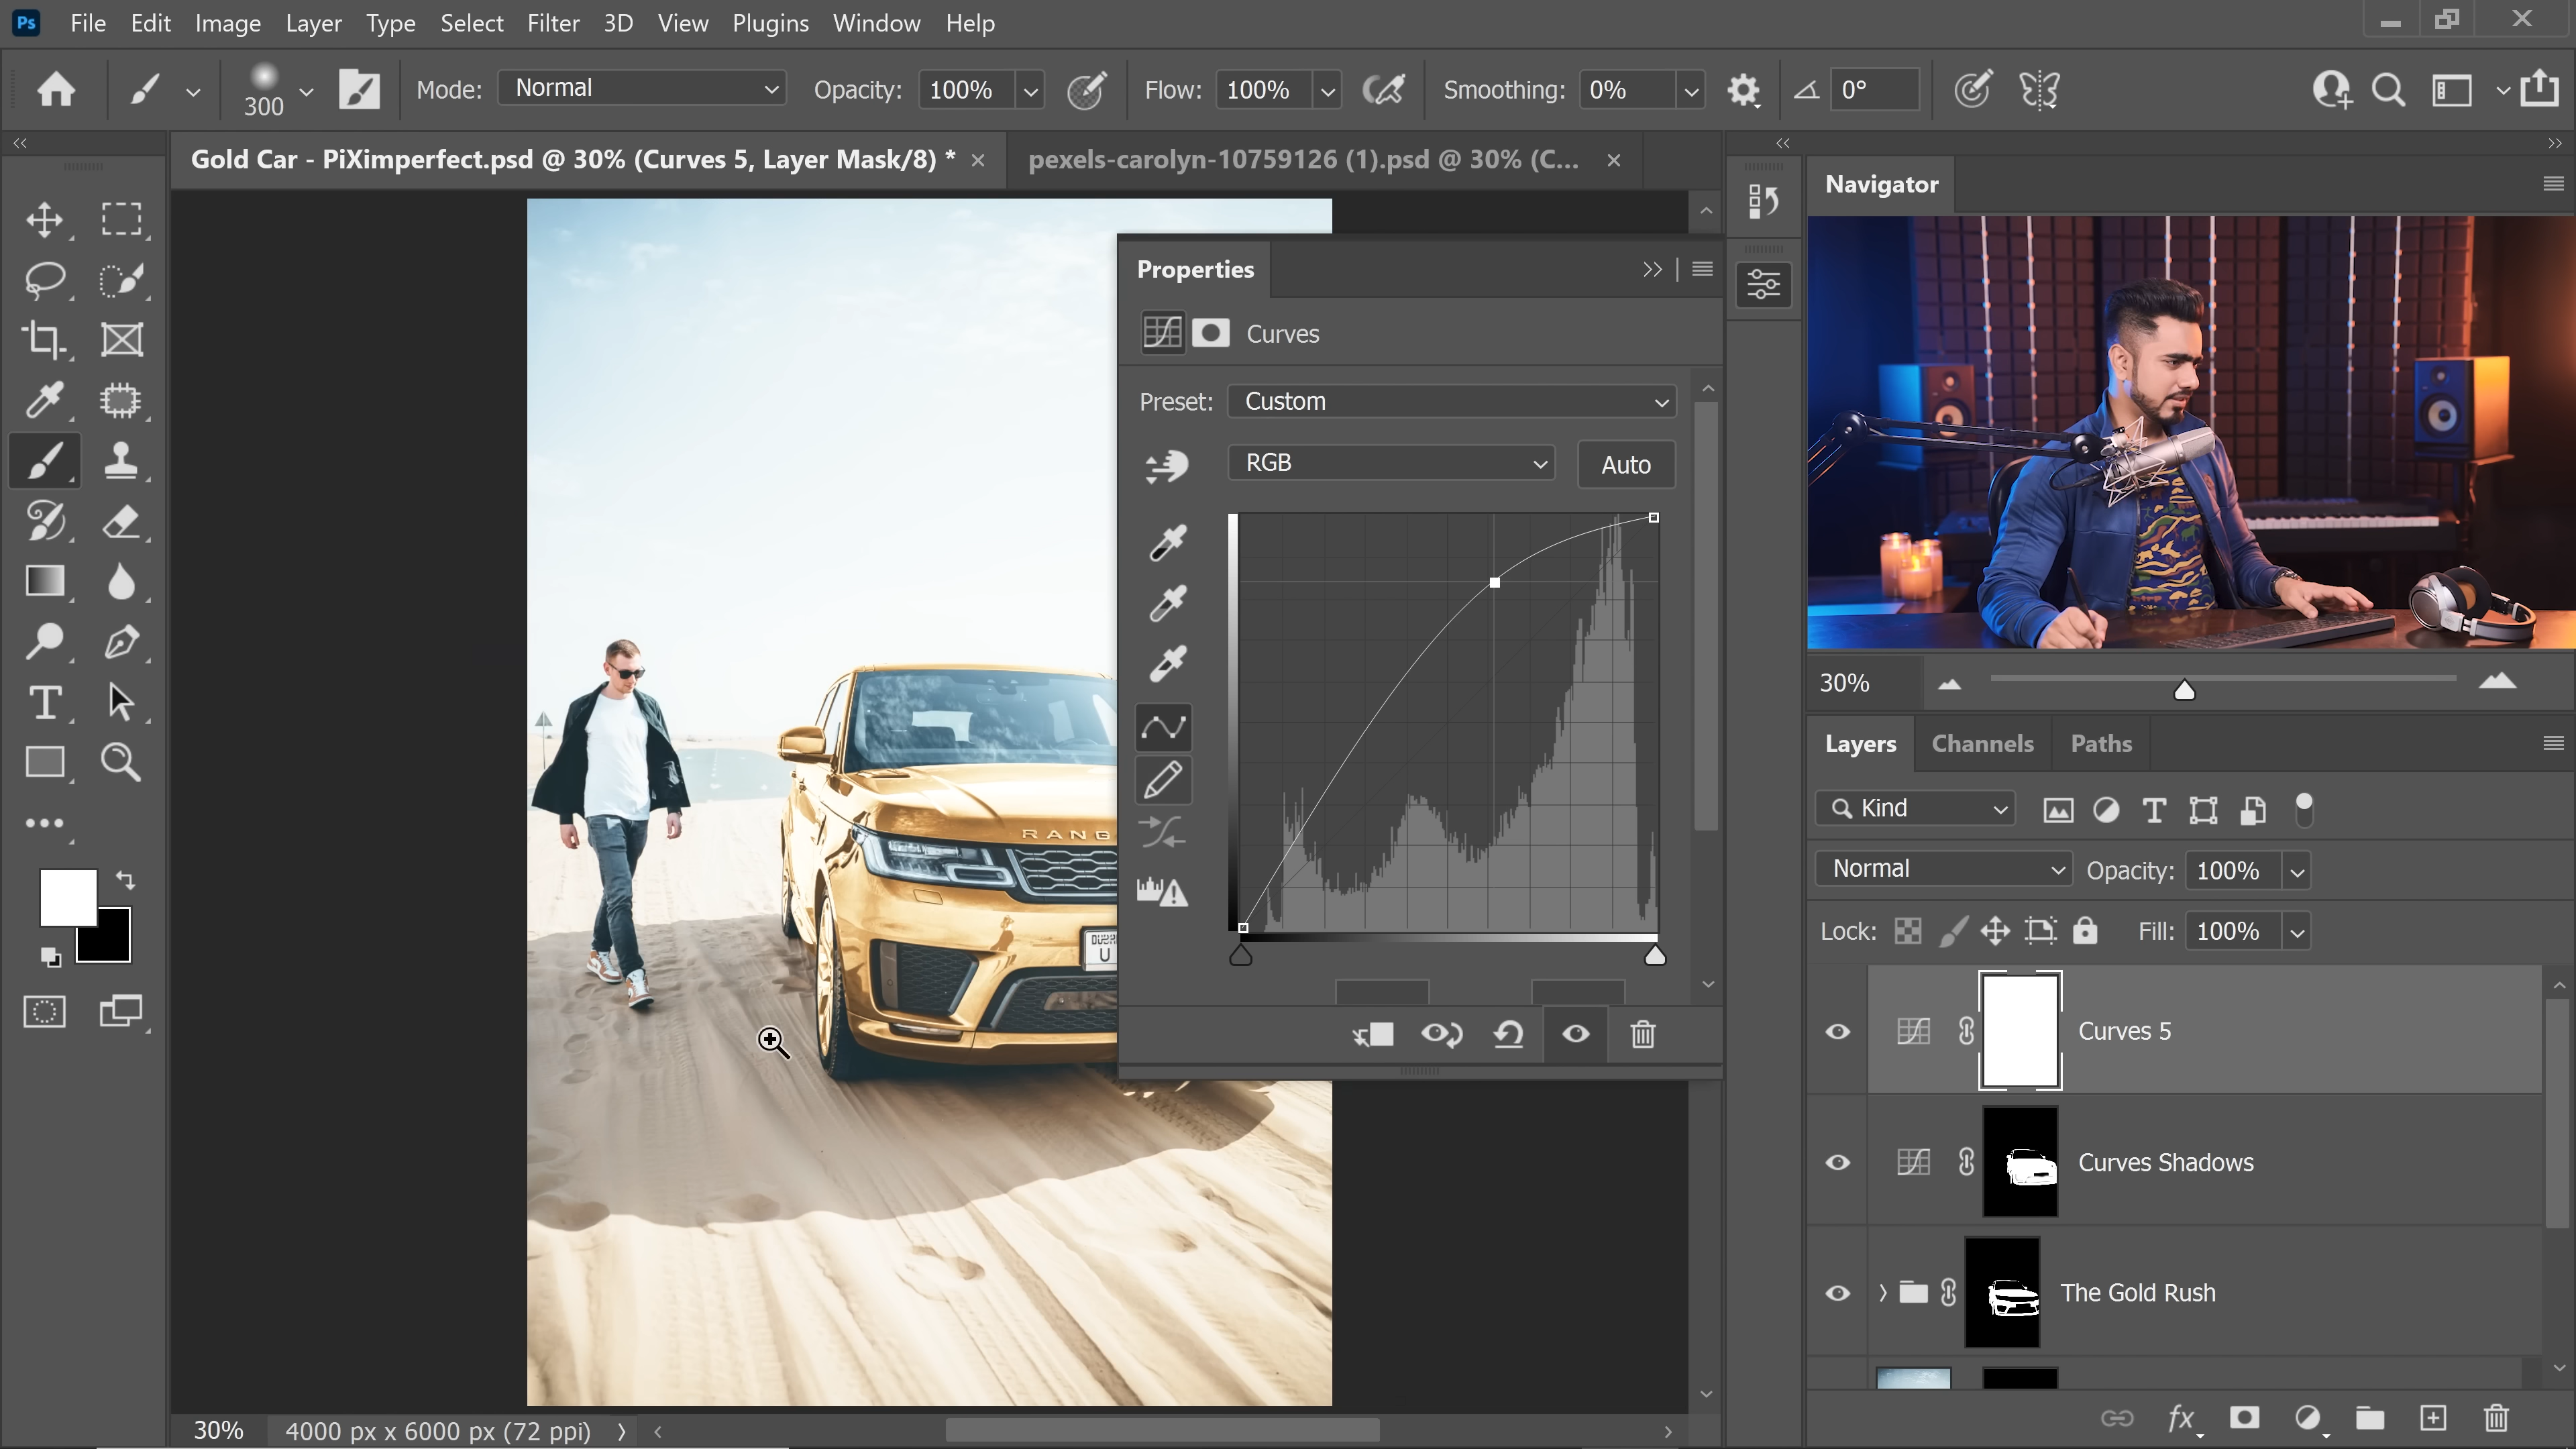 Ps File Edit Image Layer Type Select Filter 3D View Plugins Window Help
300 Mode: Normal Opacity: 100% Flow: 100% Smoothing: 0% 0°
Gold Car - PiXimperfect.psd @ 30% (Curves 5, Layer Mask/8) * pexels-carolyn-10759126 (1).psd @ 30% (C...
Navigator
Properties
Curves
Preset: Custom
RGB Auto
30%
Layers Channels Paths
Kind
Normal Opacity: 100%
Lock: Fill: 100%
Curves 5
Curves Shadows
The Gold Rush
fx
RANG
DUBAI
U
30% 4000 px x 6000 px (72 ppi)